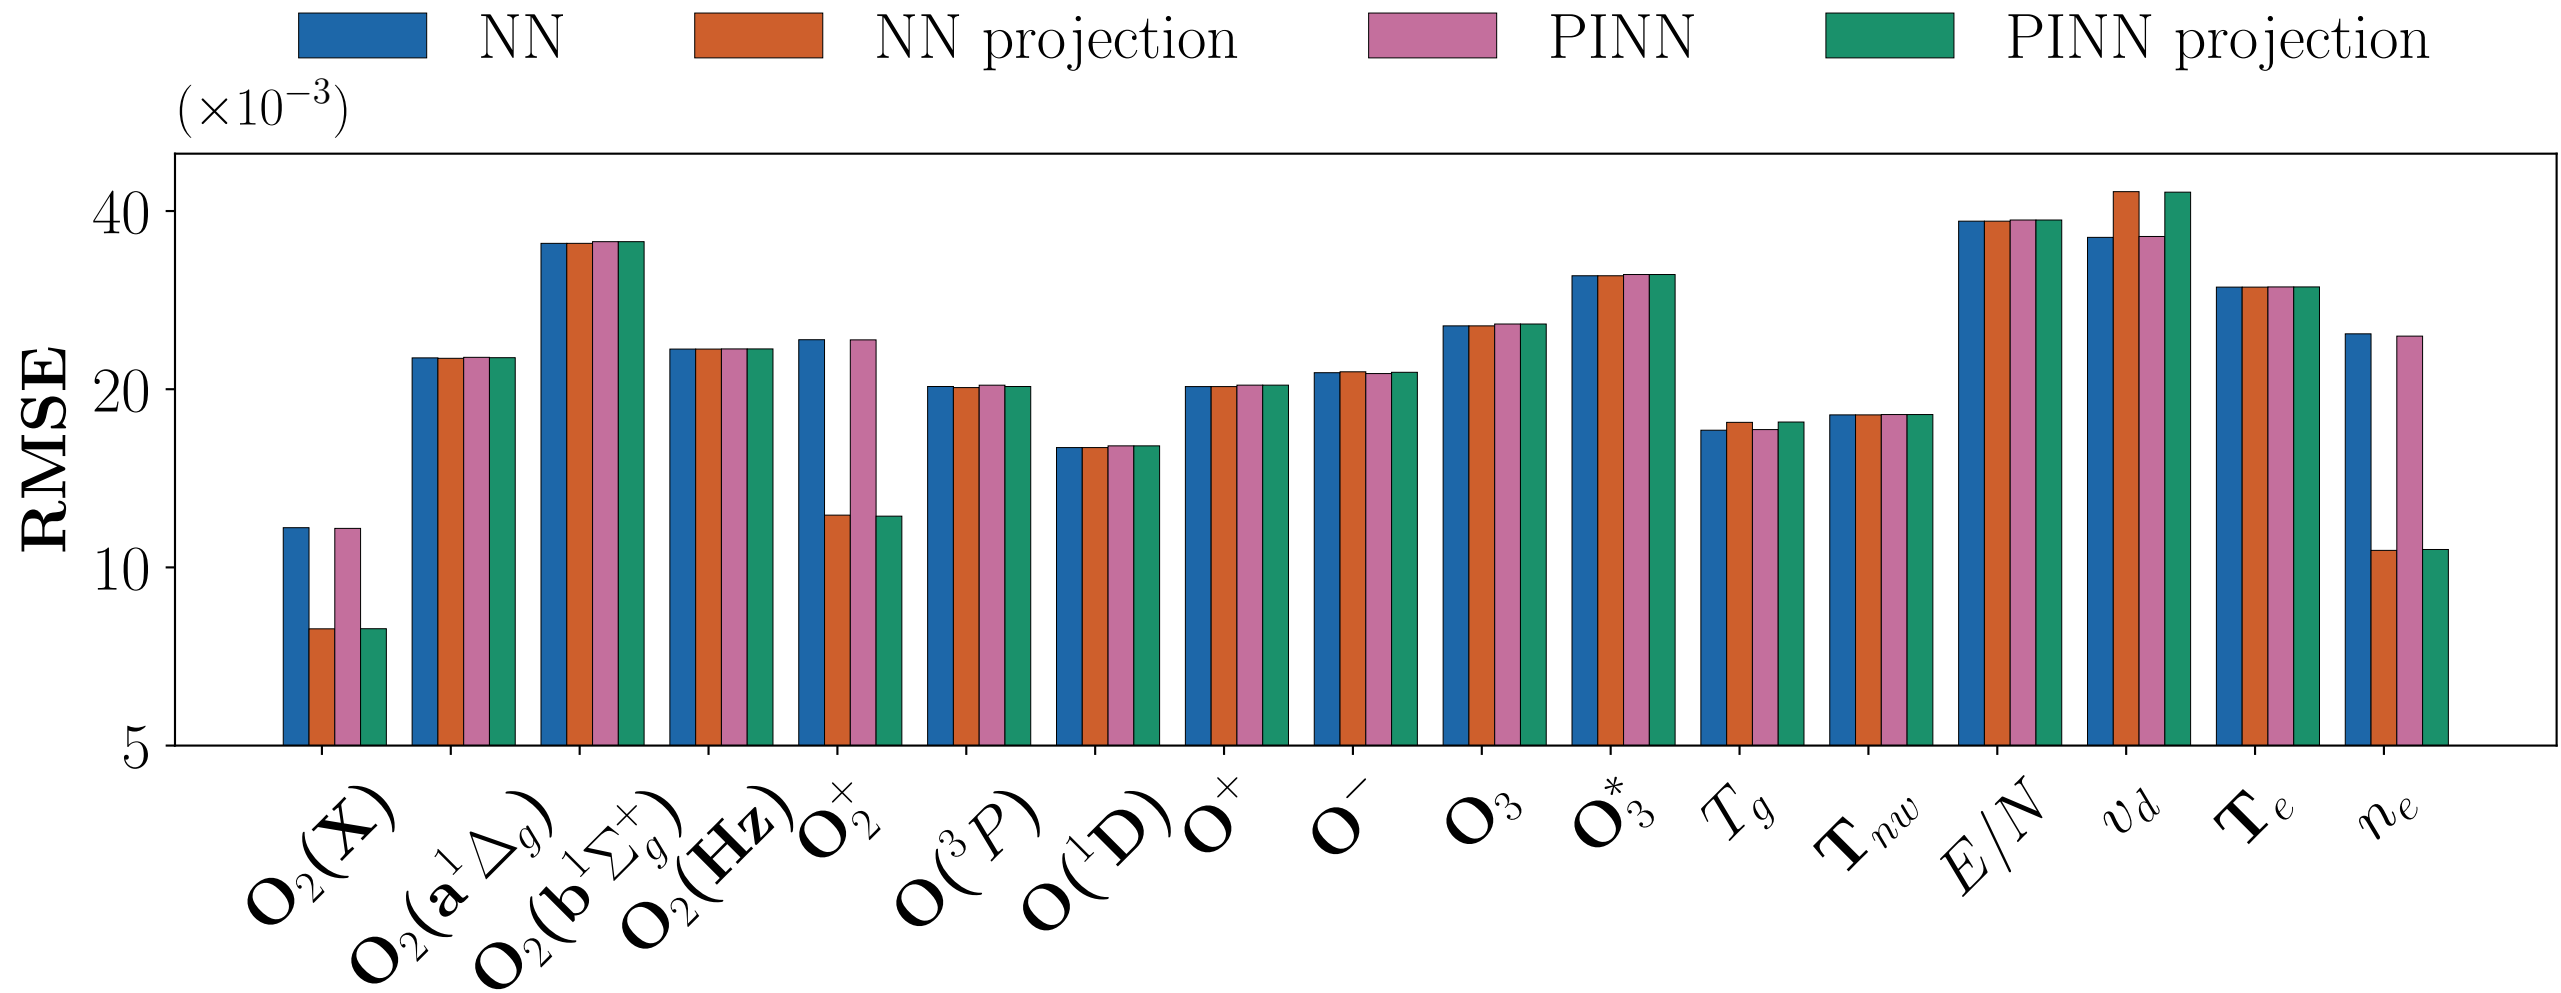 NN NN projection PINN PINN projection
(×10⁻³)
RMSE
40
20
10
5
O₂(X) O₂(a¹Δg) O₂(b¹Σg⁺) O₂(Hz) O₂⁺ O(³P) O(¹D) O⁺ O⁻ O₃ O₃* Tg Tnw E/N vd Te ne